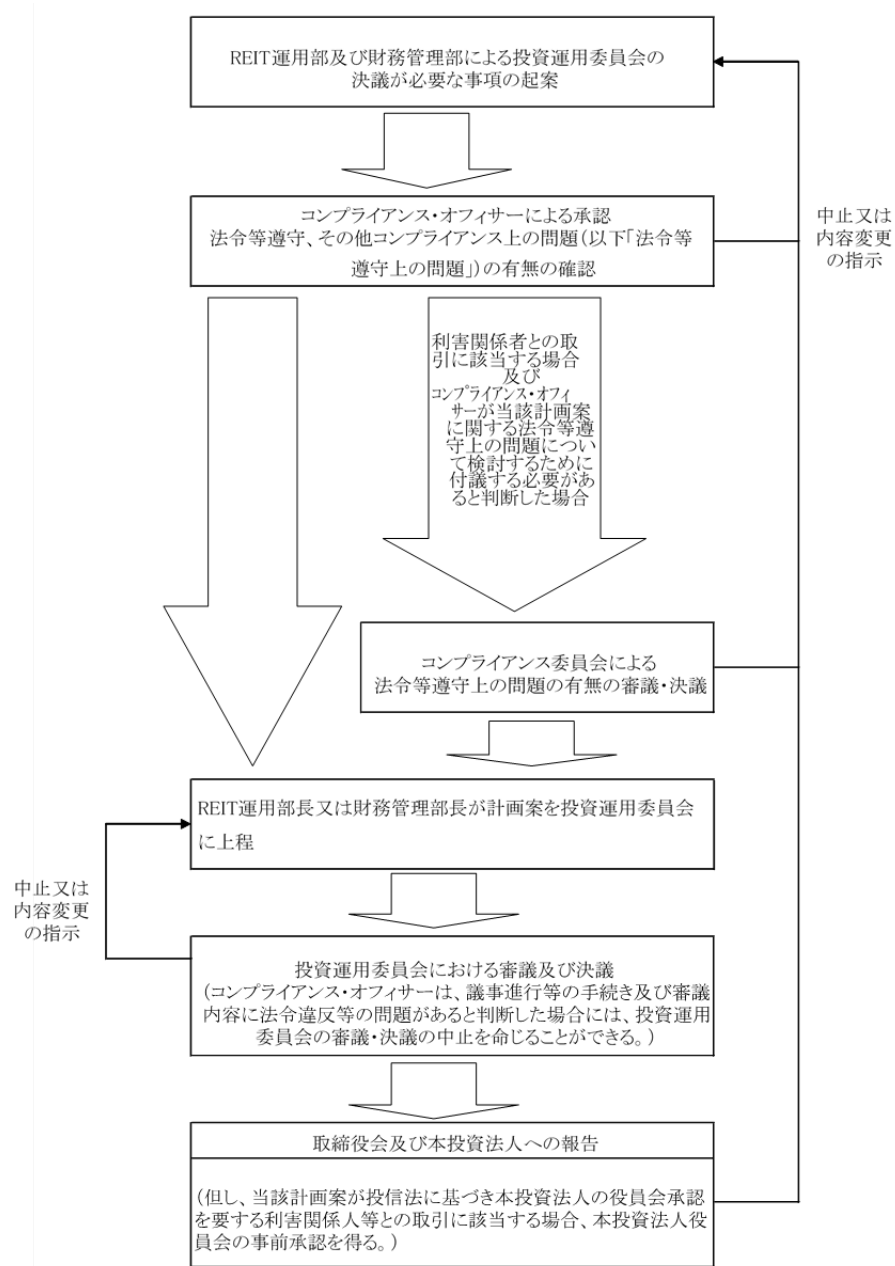 REIT運用部及び財務管理部による投資運用委員会の
決議が必要な事項の起案
コンプライアンス・オフィサーによる承認
法令等遵守、その他コンプライアンス上の問題(以下「法令等
遵守上の問題」)の有無の確認
中止又は
内容変更
の指示
利害関係者との取
引に該当する場合
及び
コンプライアンス・オフィ
サーが当該計画案
に関する法令等遵
守上の問題につい
て検討するために
付議する必要があ
ると判断した場合
コンプライアンス委員会による
法令等遵守上の問題の有無の審議・決議
REIT運用部長又は財務管理部長が計画案を投資運用委員会
に上程
中止又は
内容変更
の指示
投資運用委員会における審議及び決議
(コンプライアンス・オフィサーは、議事進行等の手続き及び審議
内容に法令違反等の問題があると判断した場合には、投資運用
委員会の審議・決議の中止を命じることができる。)
取締役会及び本投資法人への報告
(但し、当該計画案が投信法に基づき本投資法人の役員会承認
を要する利害関係人等との取引に該当する場合、本投資法人役
員会の事前承認を得る。)